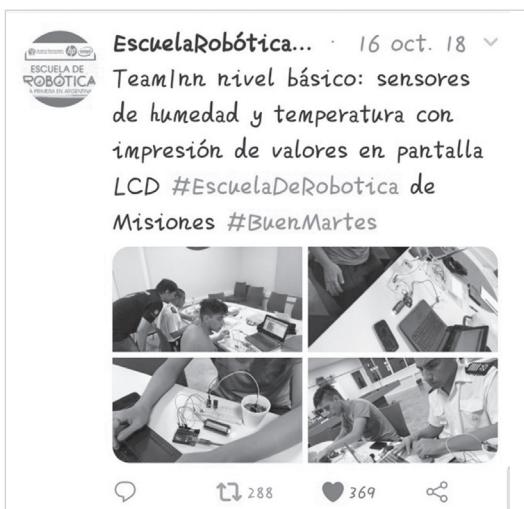 EscuelaRobótica... · 16 oct. 18
ESCUELA DE
ROBÓTICA
TeamInn nivel básico: sensores
de humedad y temperatura con
impresión de valores en pantalla
LCD #EscuelaDeRobotica de
Misiones #BuenMartes
288 369